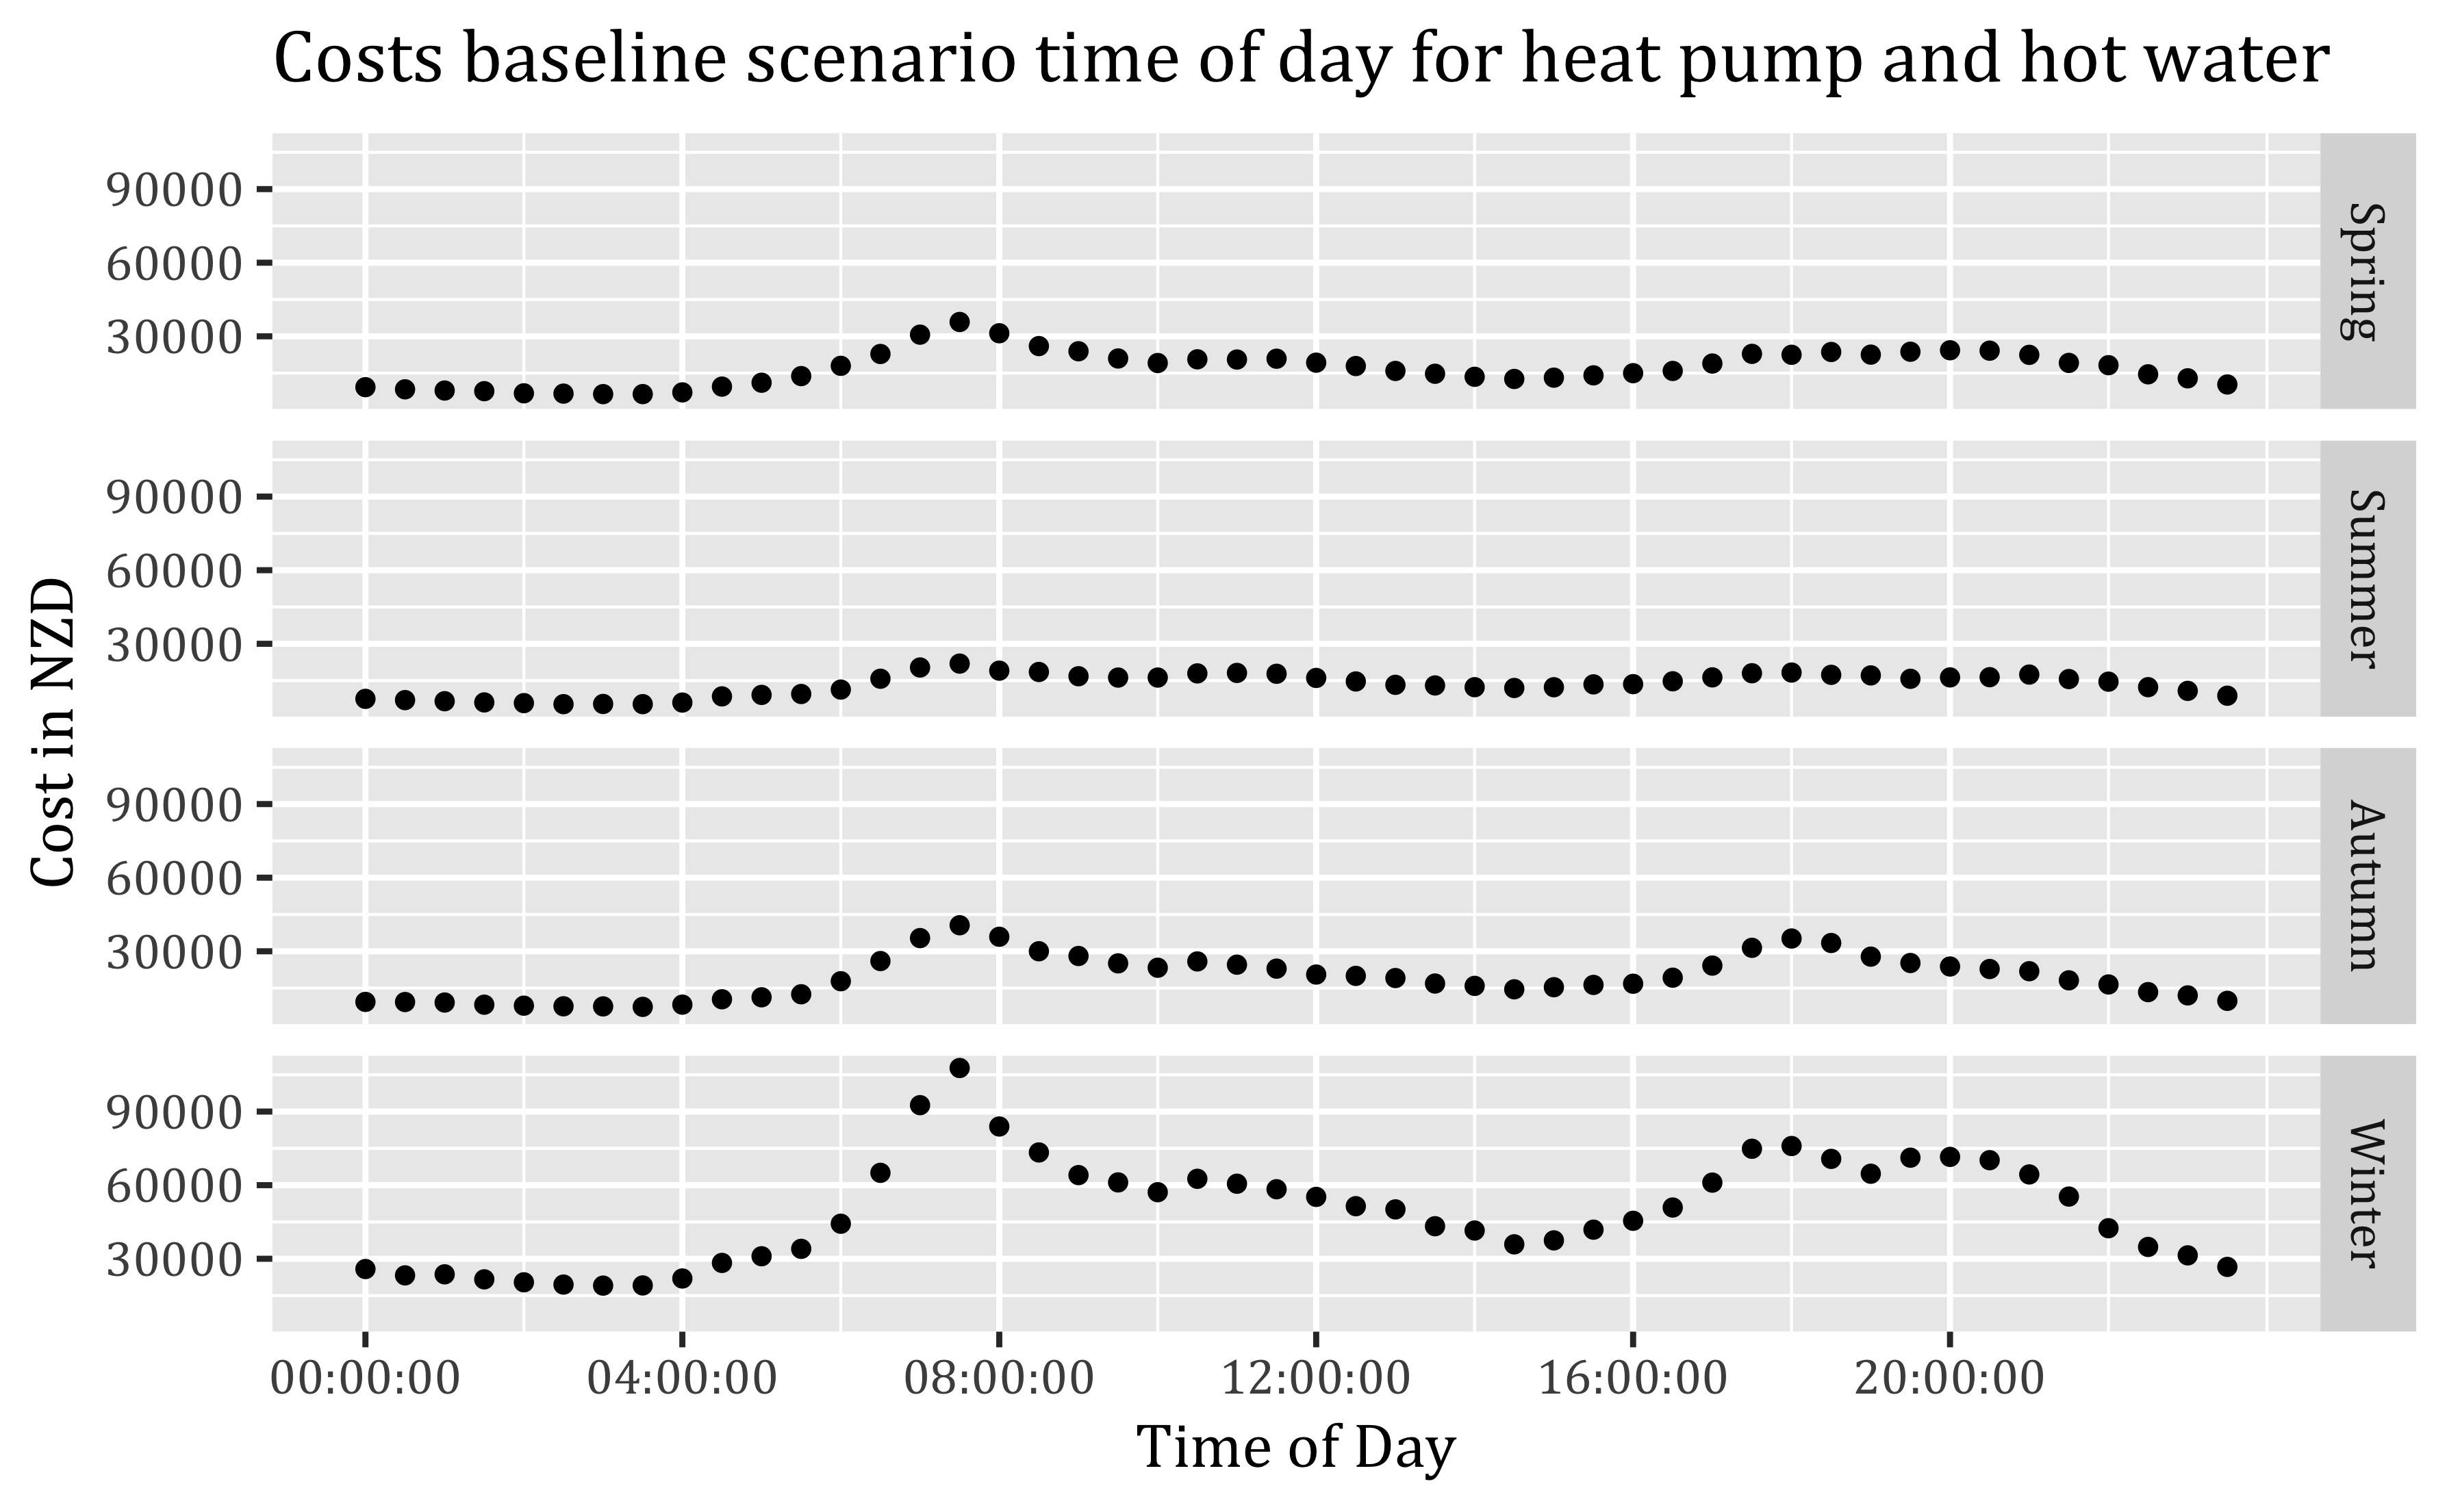 Costs baseline scenario time of day for heat pump and hot water
90000
60000
30000
Spring
90000
60000
30000
Summer
Cost in NZD
90000
60000
30000
Autumn
90000
60000
30000
Winter
00:00:00 04:00:00 08:00:00 12:00:00 16:00:00 20:00:00
Time of Day